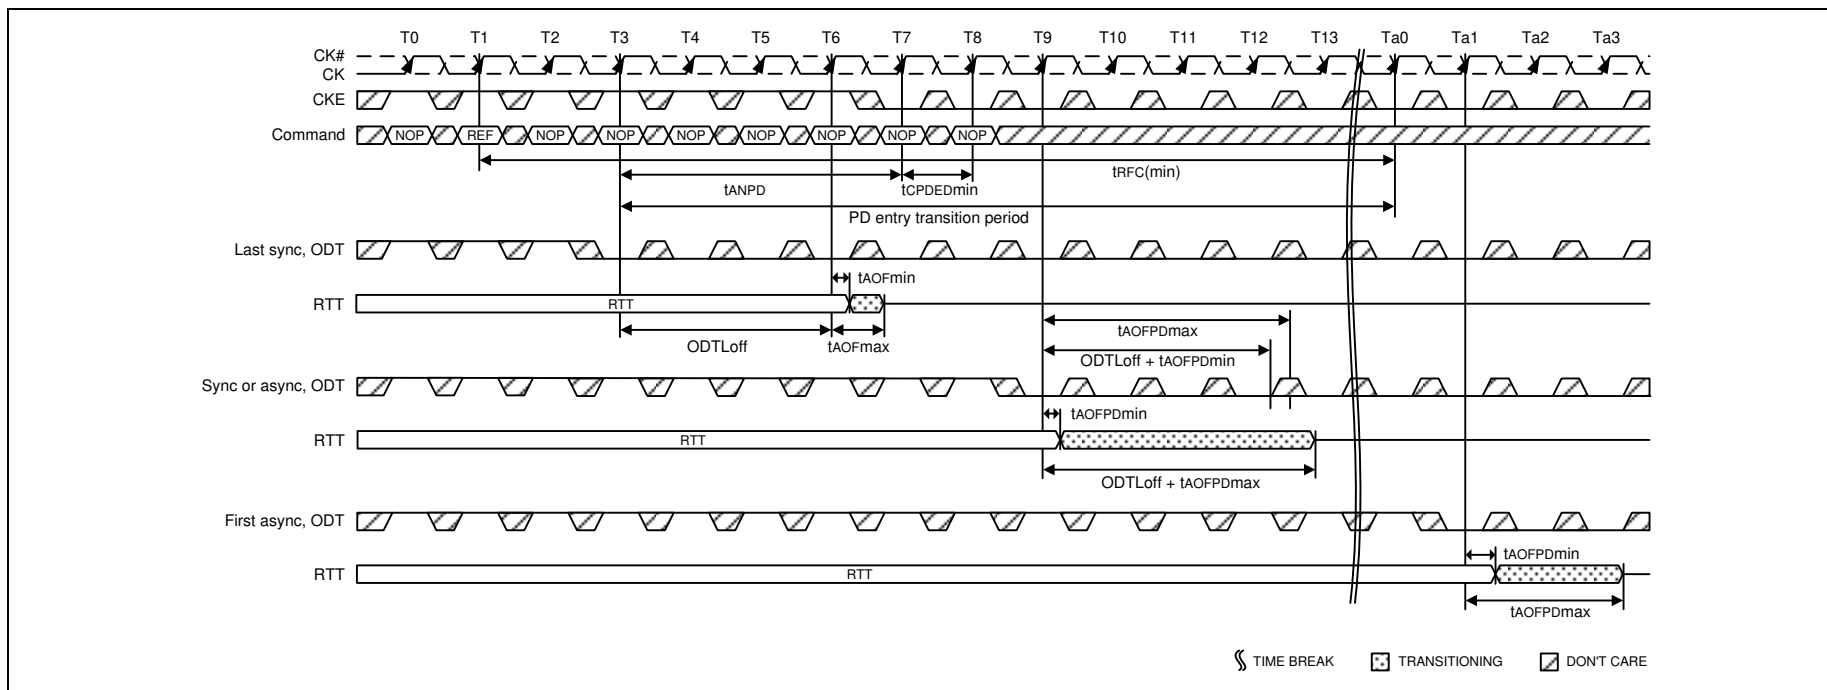 T0 T1 T2 T3 T4 T5 T6 T7 T8 T9 T10 T11 T12 T13 Ta0 Ta1 Ta2 Ta3
CK#
CK
CKE
Command NOP REF NOP NOP NOP NOP NOP NOP NOP
tRFC(min)
tANPD tCPDEDmin
PD entry transition period
Last sync, ODT
tAOFmin
RTT RTT
tAOFPDmax
ODTLoff tAOFmax
ODTLoff + tAOFPDmin
Sync or async, ODT
tAOFPDmin
RTT RTT
ODTLoff + tAOFPDmax
First async, ODT
tAOFPDmin
RTT RTT
tAOFPDmax
TIME BREAK TRANSITIONING DON'T CARE